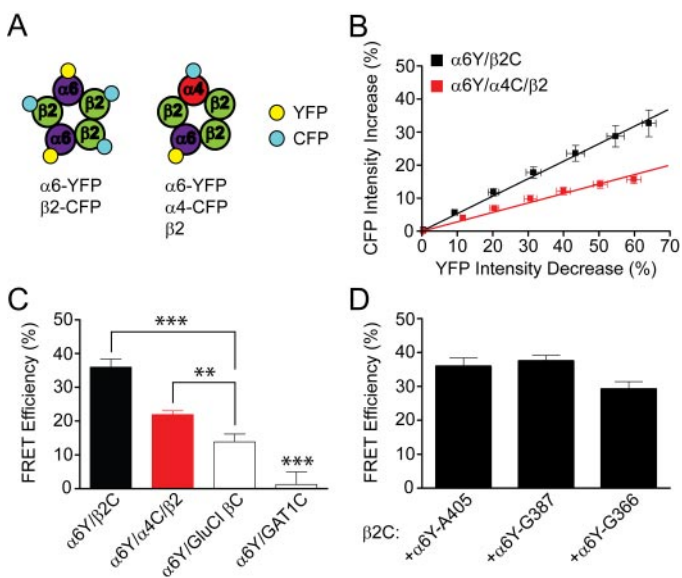 A
α6
β2
β2
α6
β2
α6-YFP
β2-CFP
α4
β2
β2
α6
β2
α6-YFP
α4-CFP
β2
YFP
CFP
B
α6Y/β2C
α6Y/α4C/β2
CFP Intensity Increase (%)
50
40
30
20
10
0
0 10 20 30 40 50 60 70
YFP Intensity Decrease (%)
C
FRET Efficiency (%)
50
40
30
20
10
0
***
**
***
α6Y/β2C
α6Y/α4C/β2
α6Y/GluCl βC
α6Y/GAT1C
D
FRET Efficiency (%)
50
40
30
20
10
0
β2C:
+α6Y-A405
+α6Y-G387
+α6Y-G366